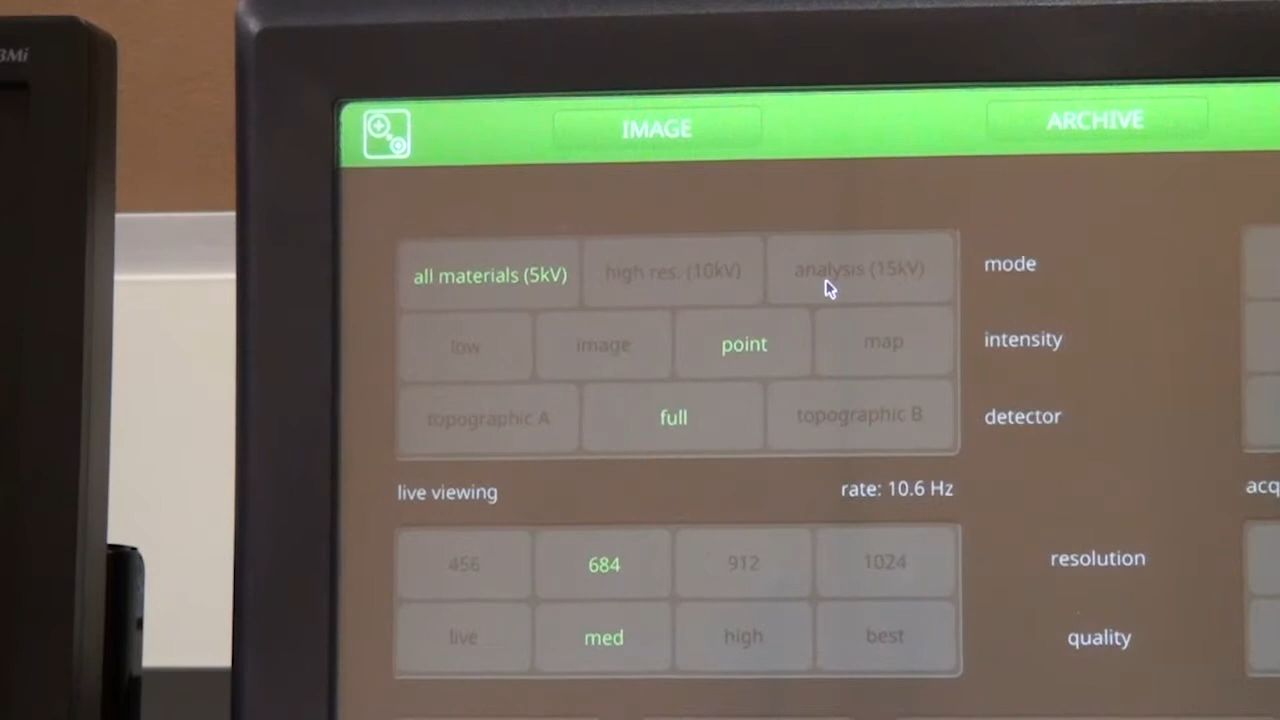 3Mi
IMAGE ARCHIVE
all materials (5kV) high res. (10kV) analysis (15kV) mode
low image point map intensity
topographic A full topographic B detector
live viewing rate: 10.6 Hz acq
456 684 912 1024 resolution
live med high best quality